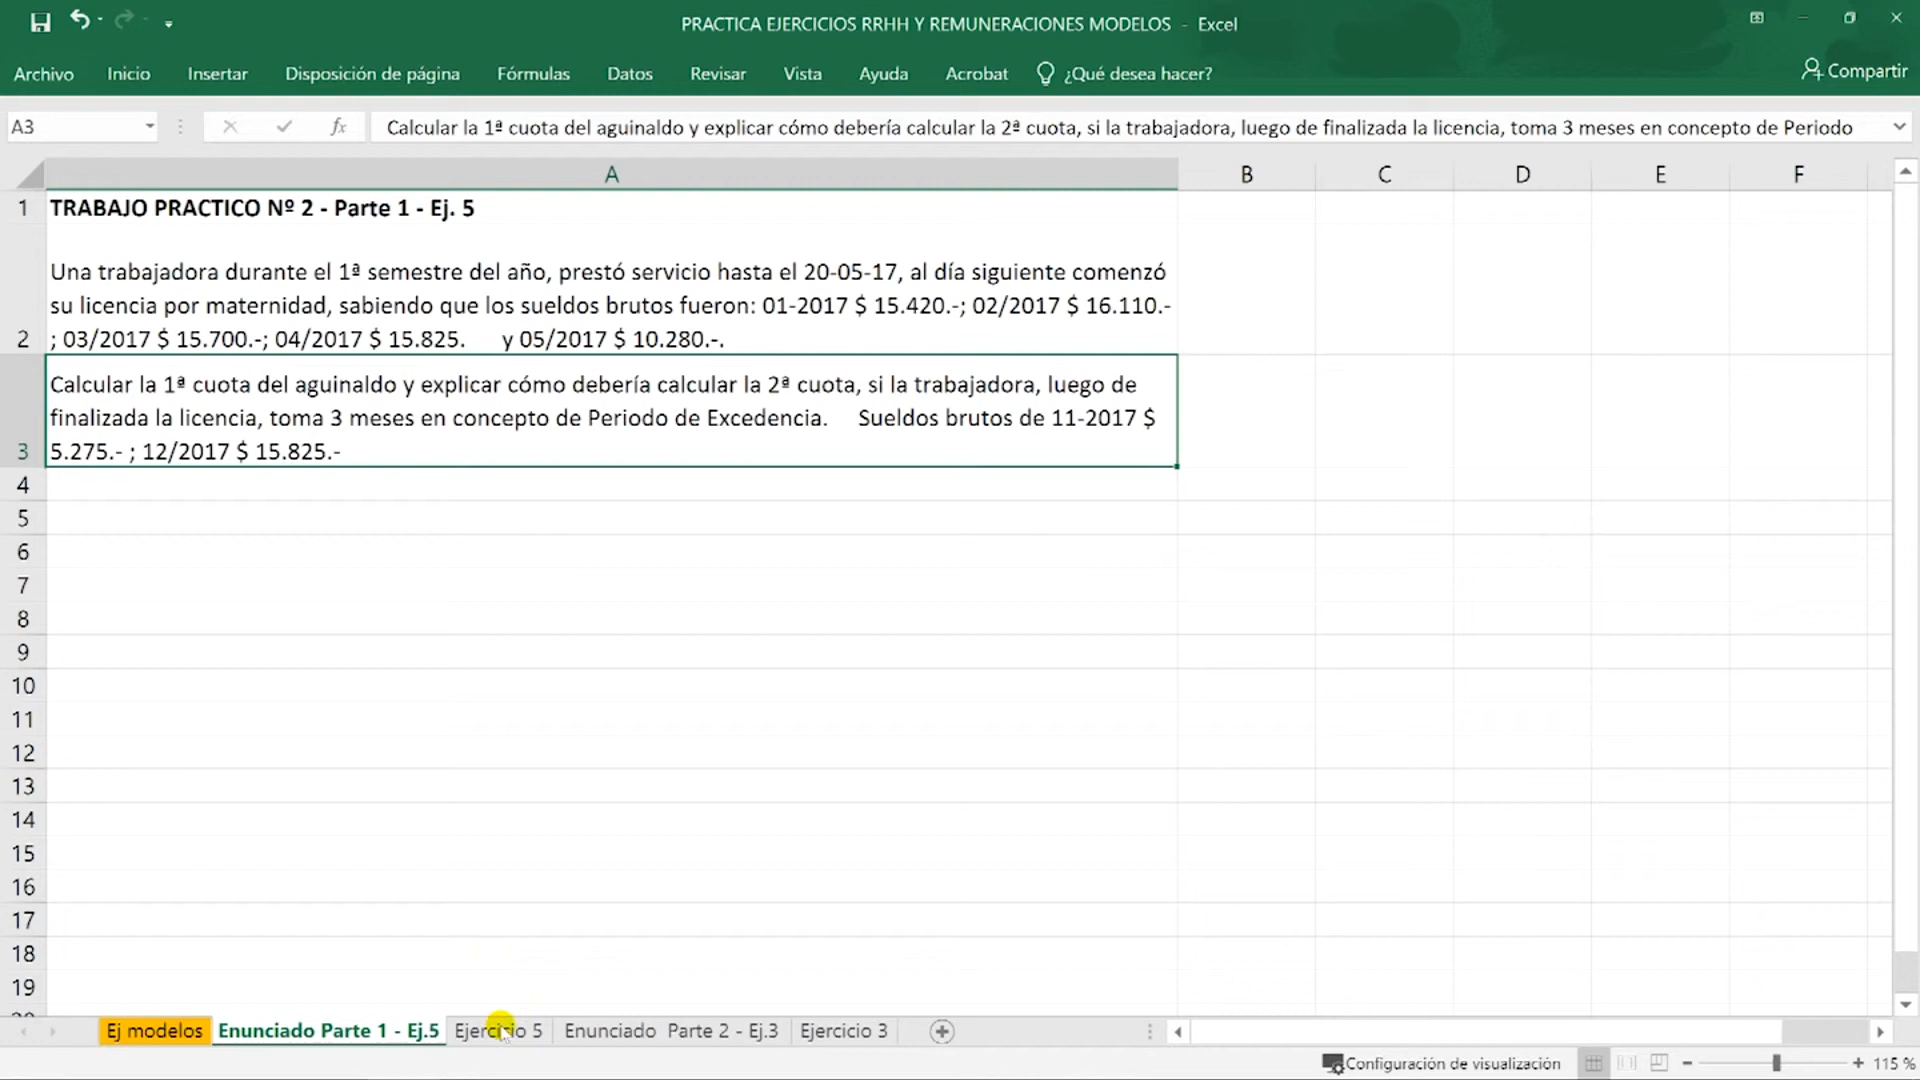 PRACTICA EJERCICIOS RRHH Y REMUNERACIONES MODELOS - Excel
Archivo Inicio Insertar Disposición de página Fórmulas Datos Revisar Vista Ayuda Acrobat ¿Qué desea hacer? Compartir
A3 fx Calcular la 1ª cuota del aguinaldo y explicar cómo debería calcular la 2ª cuota, si la trabajadora, luego de finalizada la licencia, toma 3 meses en concepto de Periodo
A B C D E F
1 TRABAJO PRACTICO Nº 2 - Parte 1 - Ej. 5
Una trabajadora durante el 1ª semestre del año, prestó servicio hasta el 20-05-17, al día siguiente comenzó
su licencia por maternidad, sabiendo que los sueldos brutos fueron: 01-2017 $ 15.420.-; 02/2017 $ 16.110.-
2 ; 03/2017 $ 15.700.-; 04/2017 $ 15.825. y 05/2017 $ 10.280.-.
Calcular la 1ª cuota del aguinaldo y explicar cómo debería calcular la 2ª cuota, si la trabajadora, luego de
finalizada la licencia, toma 3 meses en concepto de Periodo de Excedencia. Sueldos brutos de 11-2017 $
3 5.275.- ; 12/2017 $ 15.825.-
4
5
6
7
8
9
10
11
12
13
14
15
16
17
18
19
Ej modelos Enunciado Parte 1 - Ej.5 Ejercicio 5 Enunciado Parte 2 - Ej.3 Ejercicio 3
Configuración de visualización 115 %